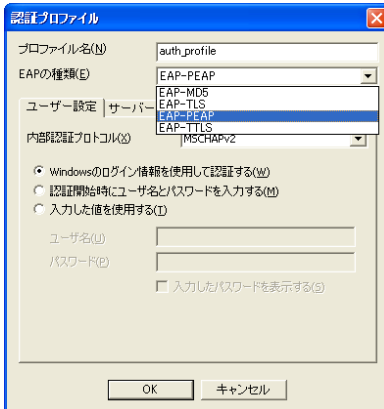 認証プロファイル
プロファイル名(N) auth_profile
EAPの種類(E) EAP-PEAP
EAP-MD5
EAP-TLS
EAP-PEAP
EAP-TTLS
ユーザー設定 サーバー
内部認証プロトコル(X) MSCHAPv2
Windowsのログイン情報を使用して認証する(W)
認証開始時にユーザ名とパスワードを入力する(M)
入力した値を使用する(T)
ユーザ名(U)
パスワード(P)
入力したパスワードを表示する(S)
OK キャンセル